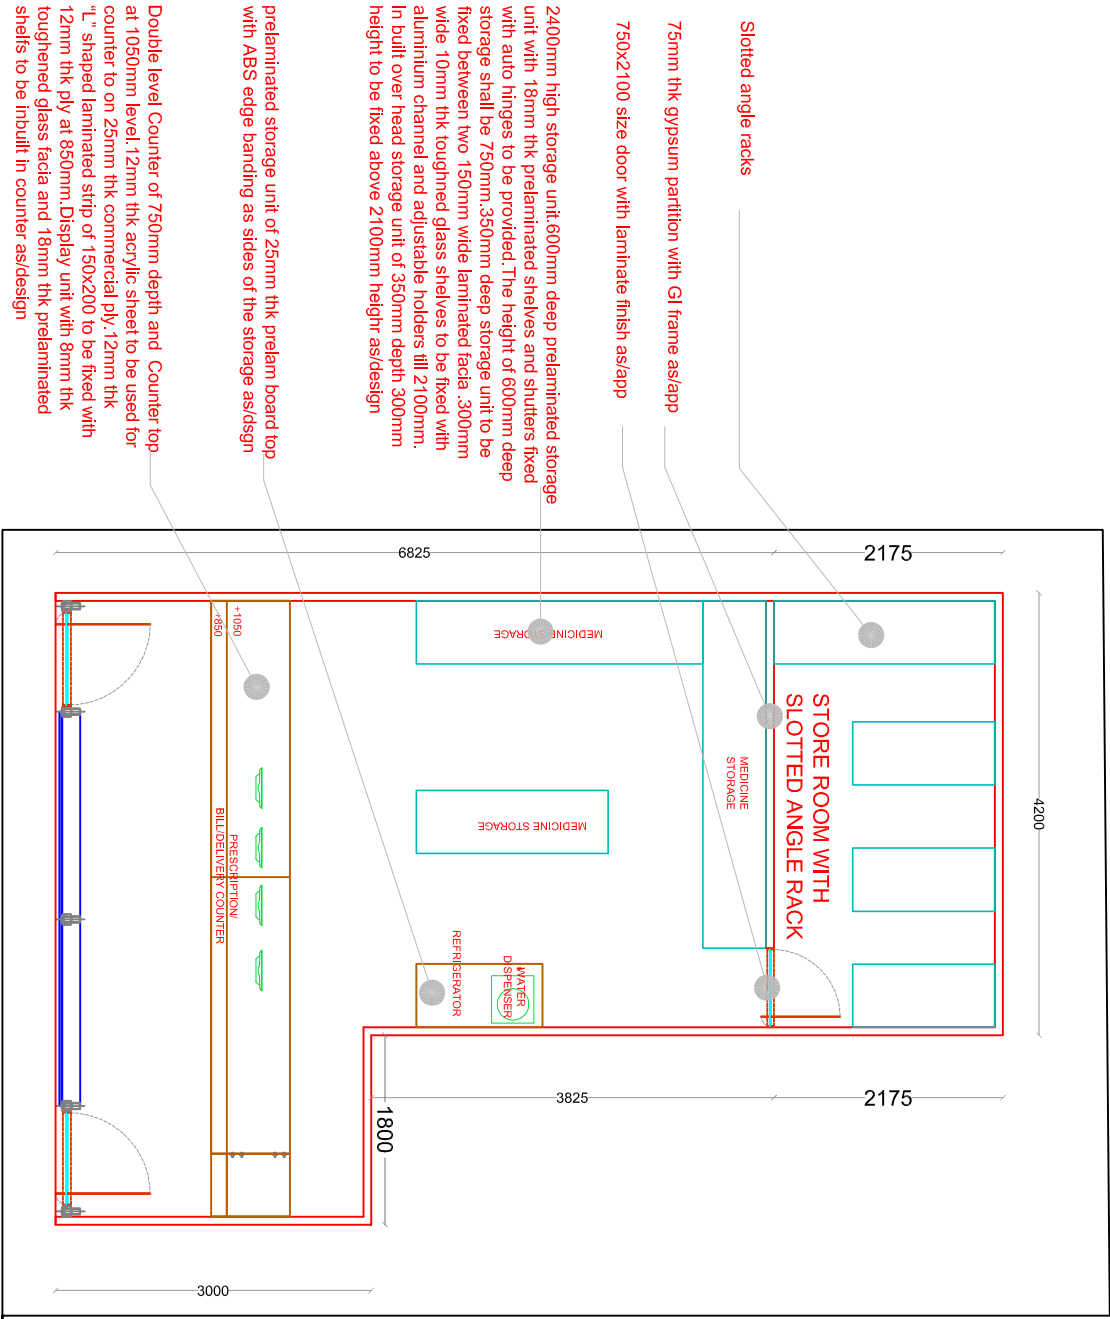 Slotted angle racks
75mm thk gypsum partition with GI frame as/app
750x2100 size door with laminate finish as/app
2400mm high storage unit.600mm deep prelaminated storage
unit with 18mm thk prelaminated shelves and shutters fixed
with auto hinges to be provided.The height of 600mm deep
storage shall be 750mm.350mm deep storage unit to be
fixed between two 150mm wide laminated facia .300mm
wide 10mm thk toughned glass shelves to be fixed with
aluminium channel and adjustable holders till 2100mm.
In built over head storage unit of 350mm depth 300mm
height to be fixed above 2100mm heighr as/design
prelaminated storage unit of 25mm thk prelam board top
with ABS edge banding as sides of the storage as/dsgn
Double level Counter of 750mm depth and Counter top
at 1050mm level.12mm thk acrylic sheet to be used for
counter to on 25mm thk commercial ply.12mm thk
"L" shaped laminated strip of 150x200 to be fixed with
12mm thk ply at 850mm.Display unit with 8mm thk
toughened glass facia and 18mm thk prelaminated
shelfs to be inbuilt in counter as/design
6825
2175
4200
STORE ROOM WITH
SLOTTED ANGLE RACK
MEDICINE STORAGE
MEDICINE
STORAGE
MEDICINE STORAGE
WATER
DISPENSER
REFRIGERATOR
+1050
+850
PRESCRIPTION/
BILL/DELIVERY COUNTER
2175
3825
1800
3000